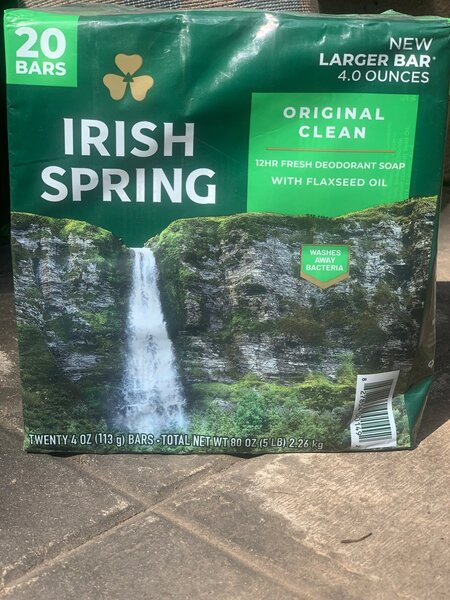 20
BARS
NEW
LARGER BAR*
4.0 OUNCES
IRISH
SPRING
ORIGINAL
CLEAN
12HR FRESH DEODORANT SOAP
WITH FLAXSEED OIL
WASHES
AWAY
BACTERIA
TWENTY 4 OZ (113 g) BARS • TOTAL NET WT 80 OZ (5 LB) 2.26 kg